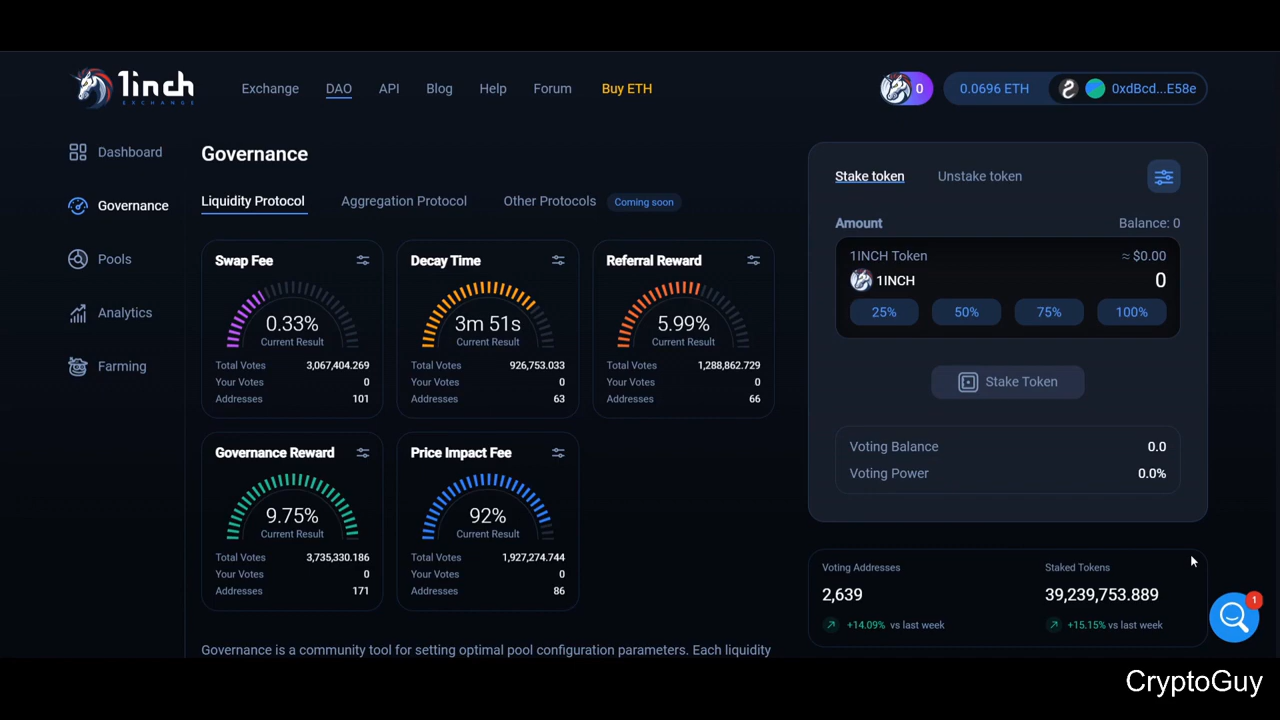 1inch
EXCHANGE
Exchange
DAO
API
Blog
Help
Forum
Buy ETH
0
0.0696 ETH
0xdBcd...E58e
Dashboard
Governance
Pools
Analytics
Farming
Governance
Liquidity Protocol
Aggregation Protocol
Other Protocols
Coming soon
Swap Fee
0.33%
Current Result
Total Votes 3,067,404.269
Your Votes 0
Addresses 101
Decay Time
3m 51s
Current Result
Total Votes 926,753.033
Your Votes 0
Addresses 63
Referral Reward
5.99%
Current Result
Total Votes 1,288,862.729
Your Votes 0
Addresses 66
Governance Reward
9.75%
Current Result
Total Votes 3,735,330.186
Your Votes 0
Addresses 171
Price Impact Fee
92%
Current Result
Total Votes 1,927,274.744
Your Votes 0
Addresses 86
Governance is a community tool for setting optimal pool configuration parameters. Each liquidity
Stake token
Unstake token
Amount
Balance: 0
1INCH Token
≈ $0.00
1INCH
0
25%
50%
75%
100%
Stake Token
Voting Balance 0.0
Voting Power 0.0%
Voting Addresses
2,639
+14.09% vs last week
Staked Tokens
39,239,753.889
+15.15% vs last week
1
CryptoGuy